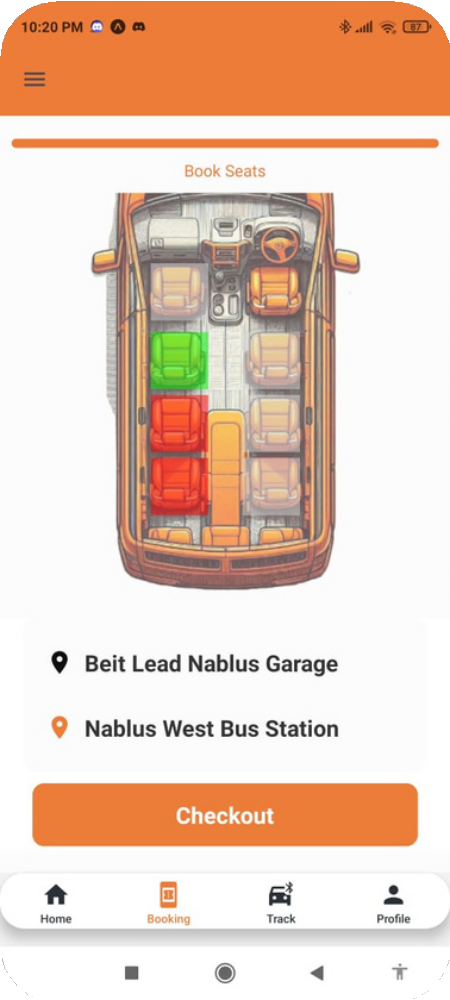 10:20 PM
87
Book Seats
Beit Lead Nablus Garage
Nablus West Bus Station
Checkout
Home
Booking
Track
Profile